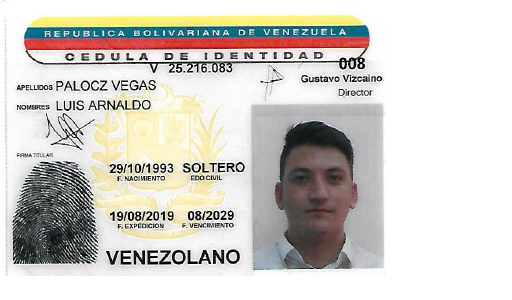 REPUBLICA BOLIVARIANA DE VENEZUELA
CEDULA DE IDENTIDAD
V 25.216.083
008
Gustavo Vizcaino
Director
APELLIDOS PALOCZ VEGAS
NOMBRES LUIS ARNALDO
FIRMA TITULAR
29/10/1993 SOLTERO
F. NACIMIENTO EDO CIVIL
19/08/2019 08/2029
F. EXPEDICION F. VENCIMIENTO
VENEZOLANO